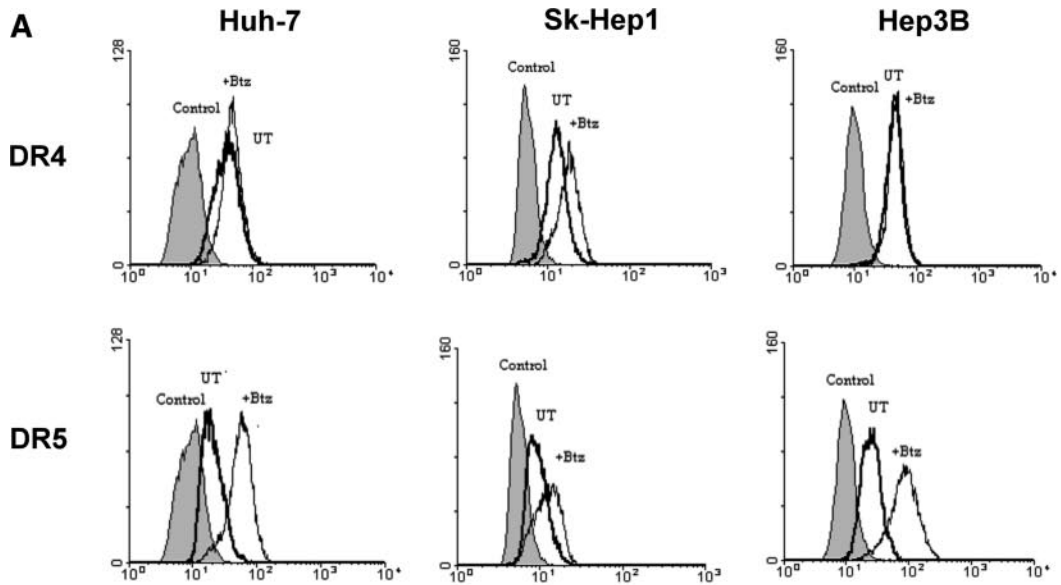 A
Huh-7 Sk-Hep1 Hep3B
DR4
128
0
Control
+Btz
UT
10⁰ 10¹ 10² 10³ 10⁴
160
0
Control
UT
+Btz
10⁰ 10¹ 10² 10³
160
0
Control
UT
+Btz
10⁰ 10¹ 10² 10³ 10⁴
DR5
128
0
Control
UT
+Btz
10⁰ 10¹ 10² 10³ 10⁴
160
0
Control
UT
+Btz
10⁰ 10¹ 10² 10³
160
0
Control
UT
+Btz
10⁰ 10¹ 10² 10³ 10⁴